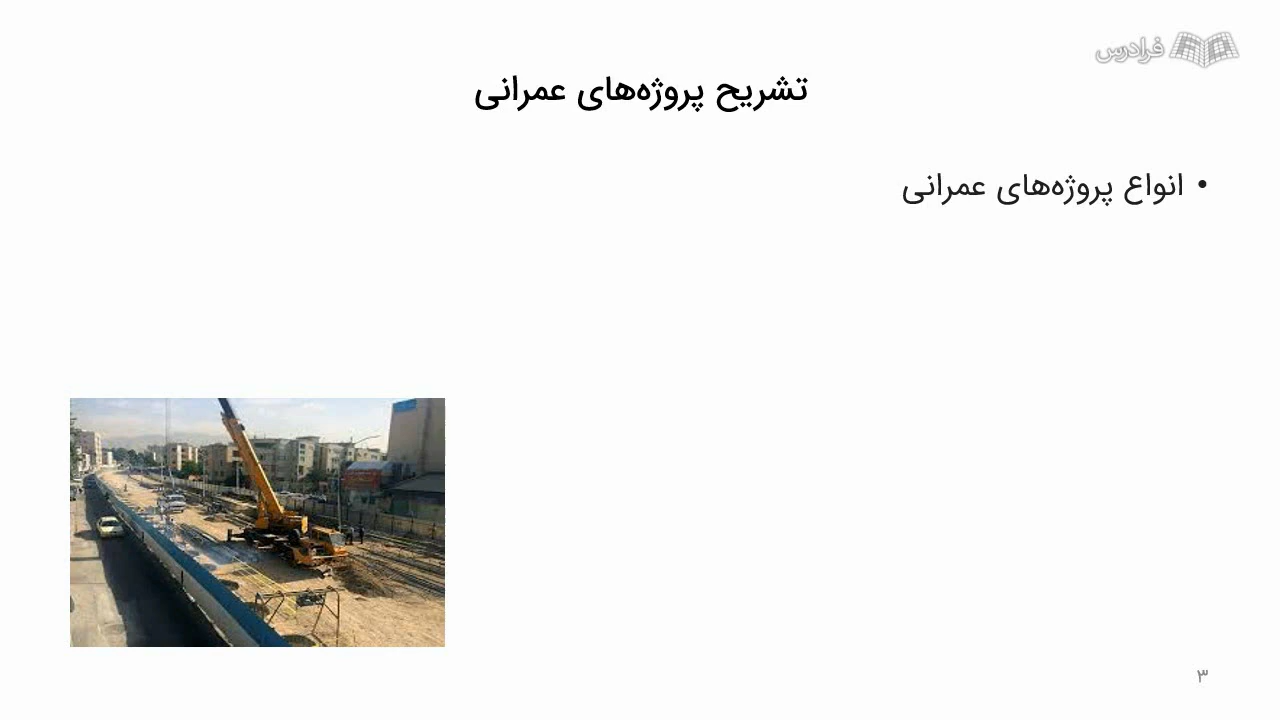 فرادرس
تشریح پروژه‌های عمرانی
• انواع پروژه‌های عمرانی
۳